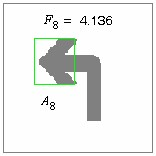 F₈ = 4.136
A₈